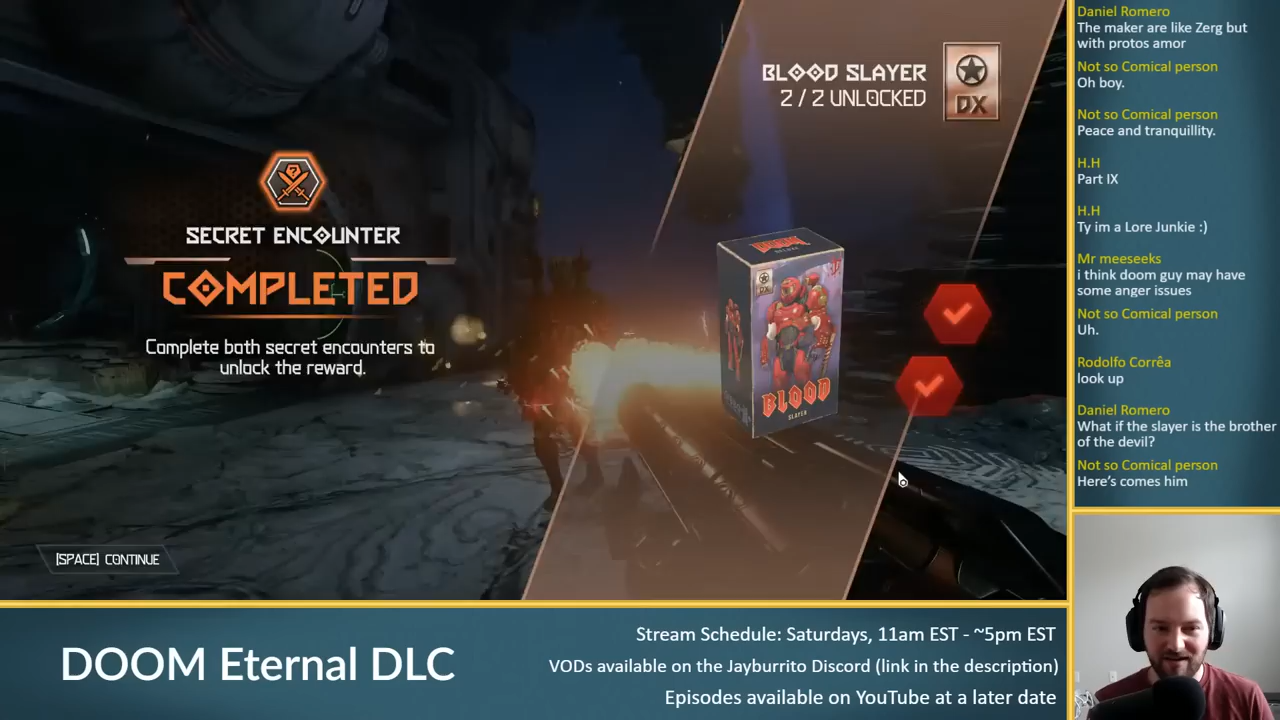 BLOOD SLAYER
2 / 2 UNLOCKED
DX
SECRET ENCOUNTER
COMPLETED
Complete both secret encounters to
unlock the reward.
DOOM
DX
BLOOD
SLAYER
[SPACE] CONTINUE
Daniel Romero
The maker are like Zerg but
with protos amor
Not so Comical person
Oh boy.
Not so Comical person
Peace and tranquillity.
H.H
Part IX
H.H
Ty im a Lore Junkie :)
Mr meeseeks
i think doom guy may have
some anger issues
Not so Comical person
Uh.
Rodolfo Corrêa
look up
Daniel Romero
What if the slayer is the brother
of the devil?
Not so Comical person
Here's comes him
DOOM Eternal DLC
Stream Schedule: Saturdays, 11am EST - ~5pm EST
VODs available on the Jayburrito Discord (link in the description)
Episodes available on YouTube at a later date